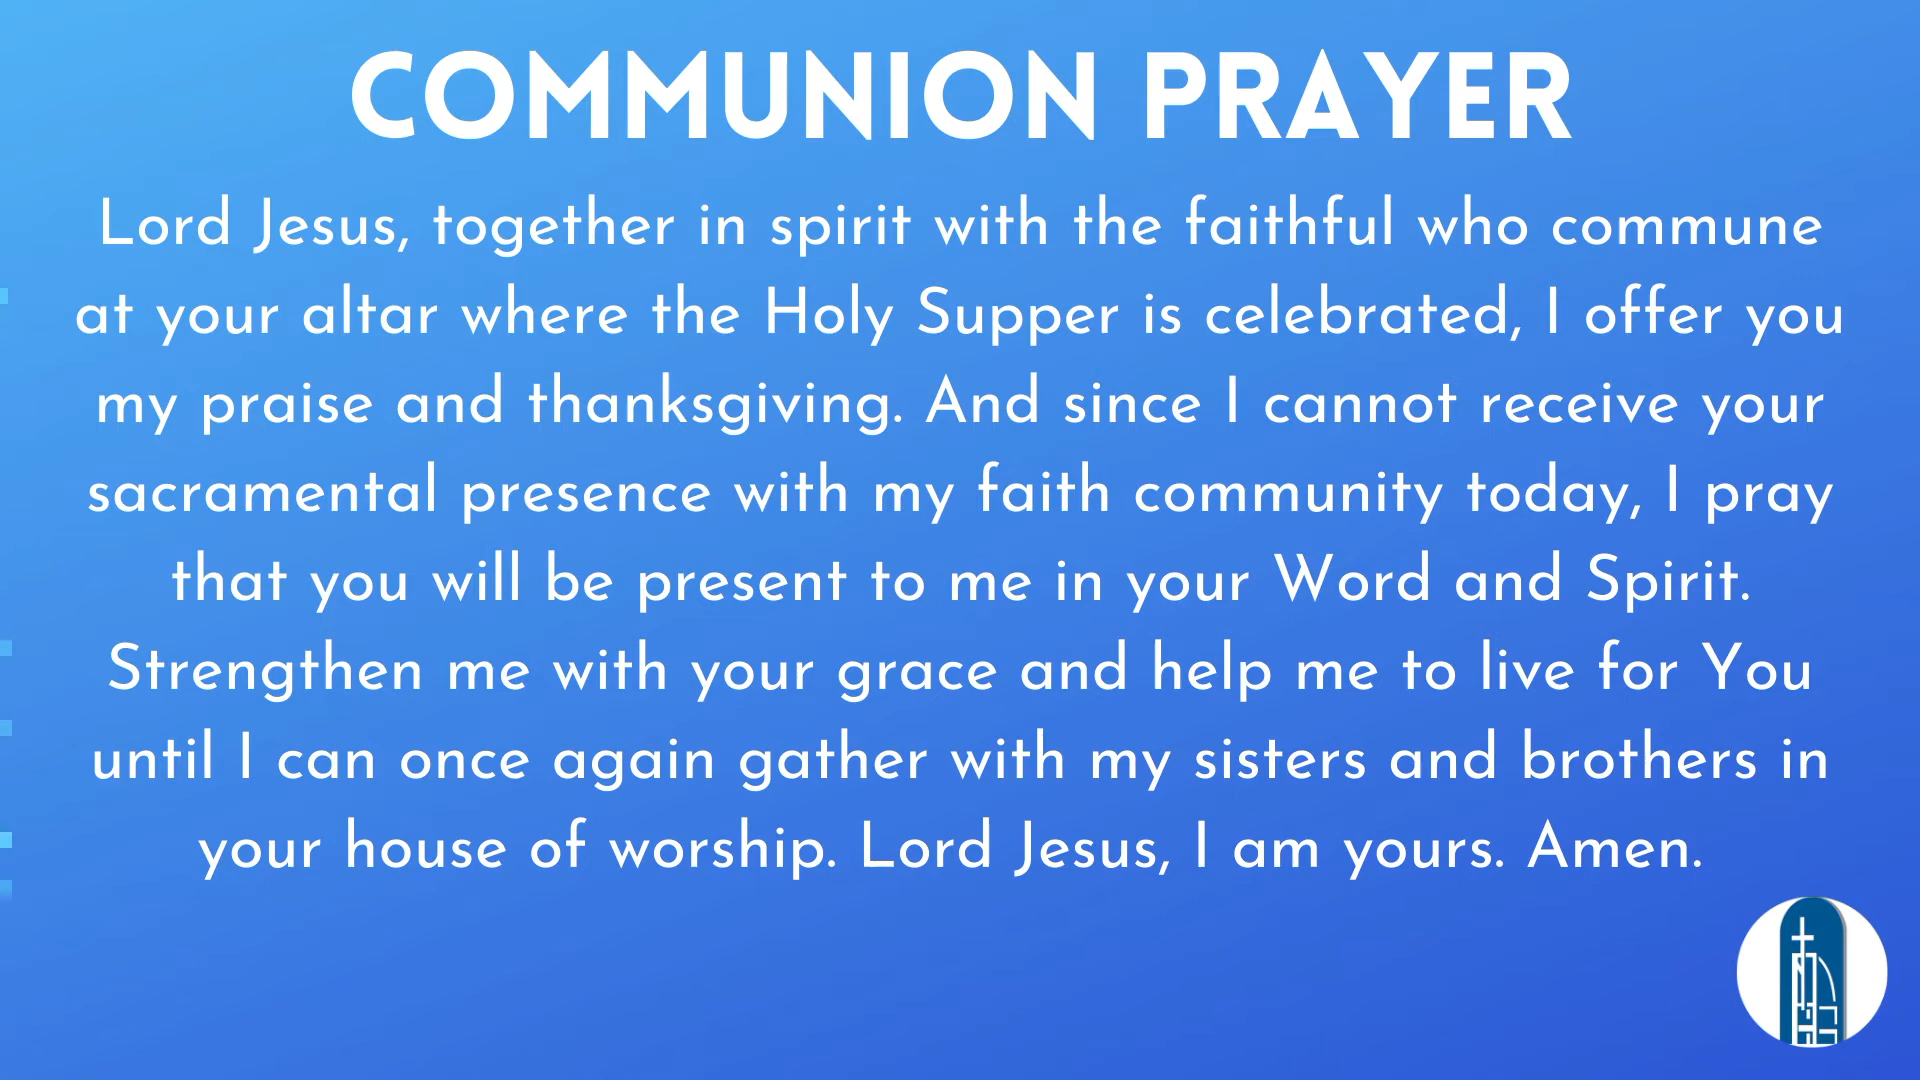 COMMUNION PRAYER
Lord Jesus, together in spirit with the faithful who commune
at your altar where the Holy Supper is celebrated, I offer you
my praise and thanksgiving. And since I cannot receive your
sacramental presence with my faith community today, I pray
that you will be present to me in your Word and Spirit.
Strengthen me with your grace and help me to live for You
until I can once again gather with my sisters and brothers in
your house of worship. Lord Jesus, I am yours. Amen.